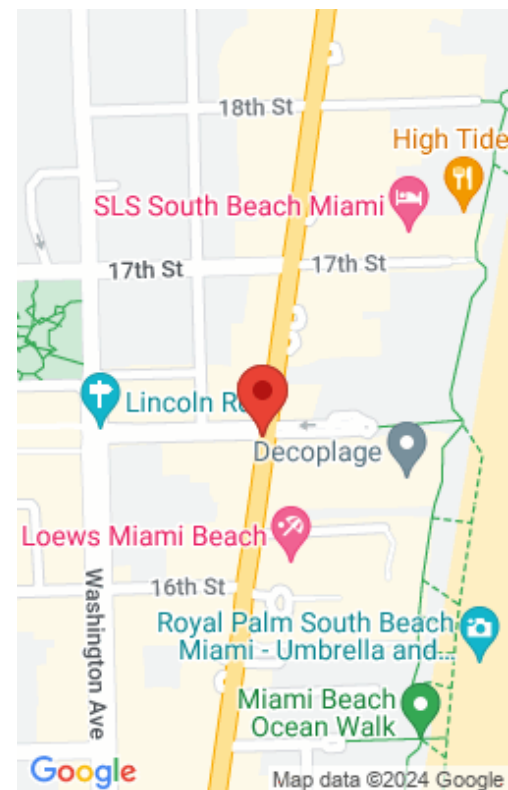 18th St
High Tide
SLS South Beach Miami
17th St
17th St
Lincoln R
Decoplage
Loews Miami Beach
16th St
Washington Ave
Royal Palm South Beach
Miami - Umbrella and...
Miami Beach
Ocean Walk
Google
Map data ©2024 Google